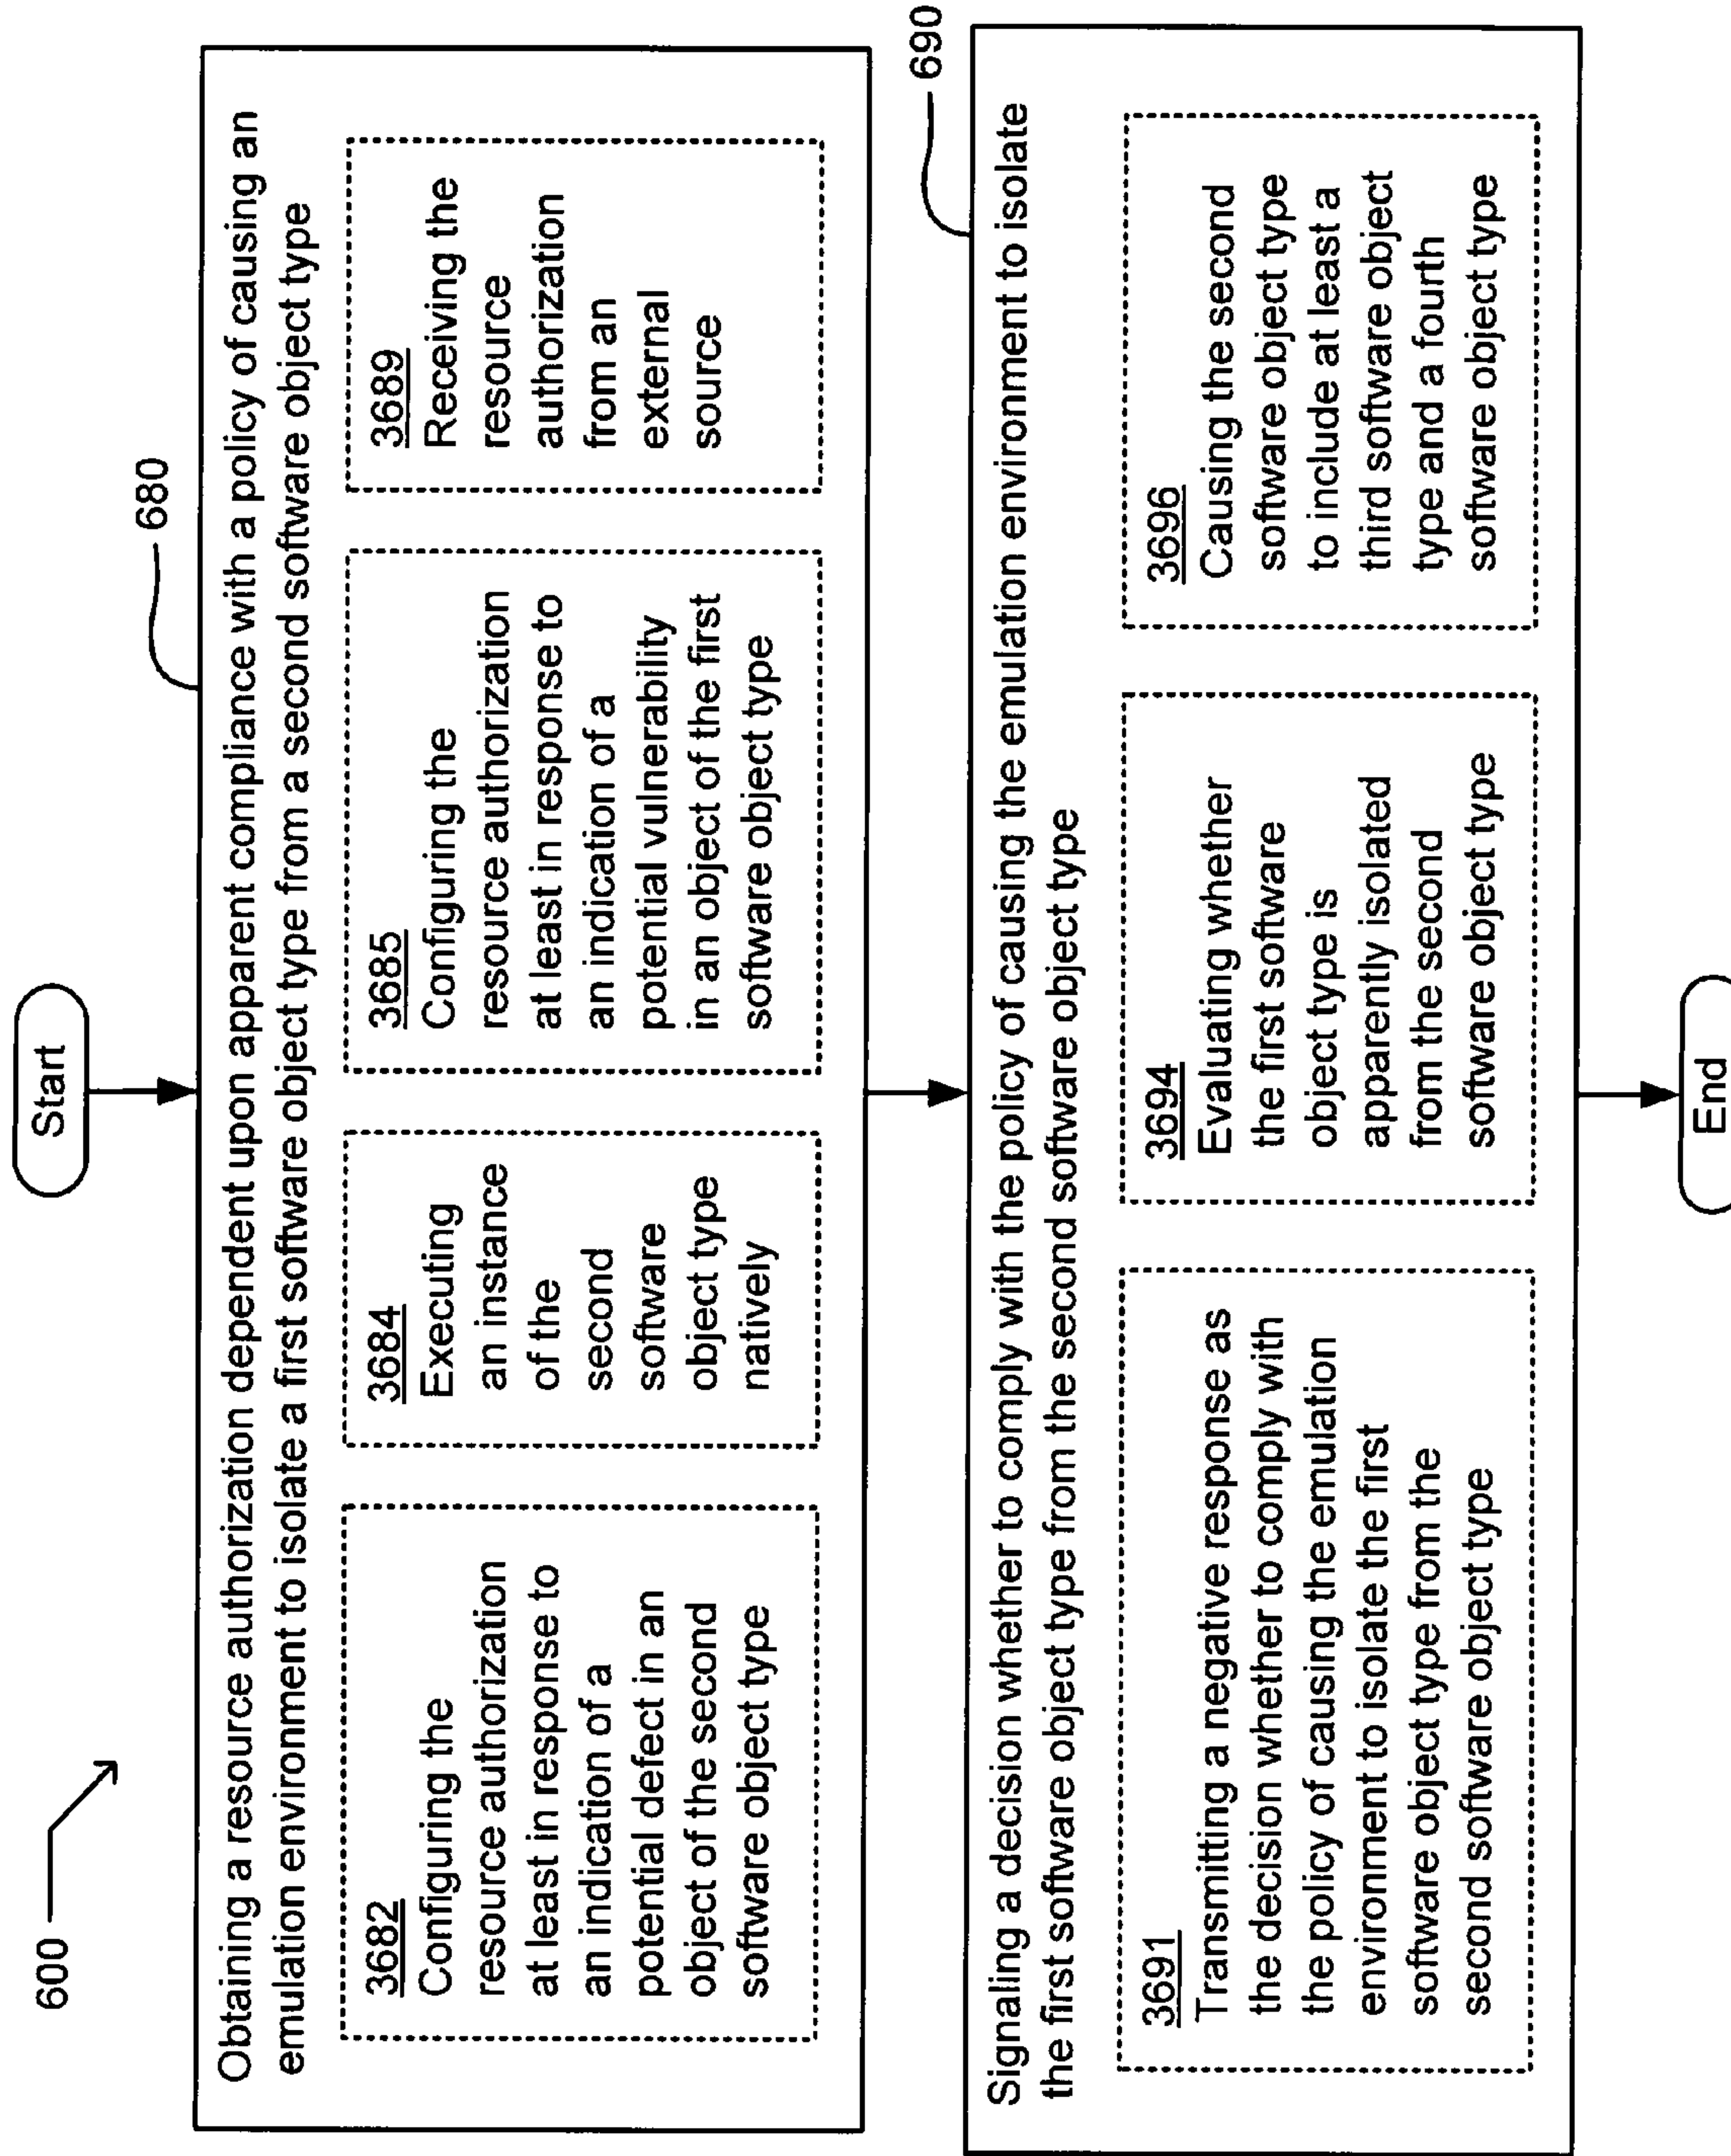 600
Start
680
Obtaining a resource authorization dependent upon apparent compliance with a policy of causing an
emulation environment to isolate a first software object type from a second software object type
3682
Configuring the
resource authorization
at least in response to
an indication of a
potential defect in an
object of the second
software object type
3684
Executing
an instance
of the
second
software
object type
natively
3685
Configuring the
resource authorization
at least in response to
an indication of a
potential vulnerability
in an object of the first
software object type
3689
Receiving the
resource
authorization
from an
external
source
690
Signaling a decision whether to comply with the policy of causing the emulation environment to isolate
the first software object type from the second software object type
3691
Transmitting a negative response as
the decision whether to comply with
the policy of causing the emulation
environment to isolate the first
software object type from the
second software object type
3694
Evaluating whether
the first software
object type is
apparently isolated
from the second
software object type
3696
Causing the second
software object type
to include at least a
third software object
type and a fourth
software object type
End